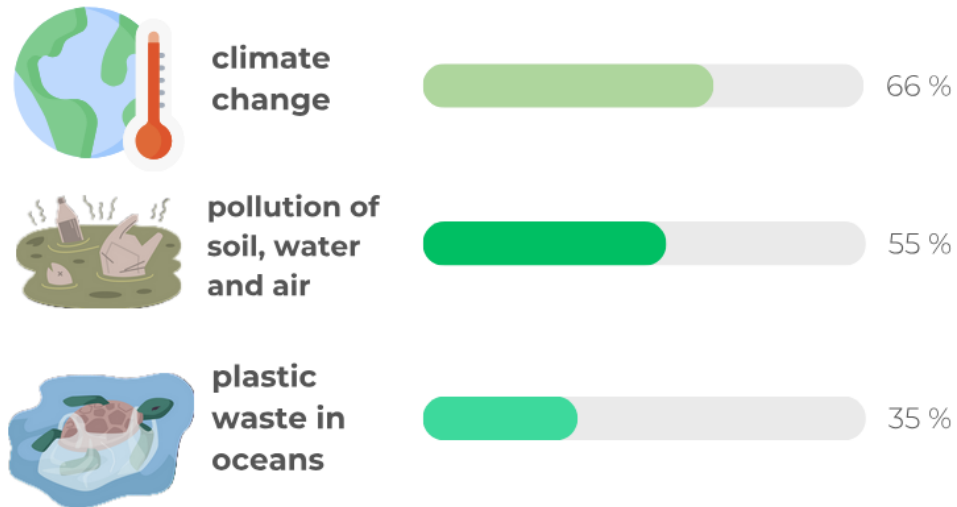 climate
change
66 %
pollution of
soil, water
and air
55 %
plastic
waste in
oceans
35 %